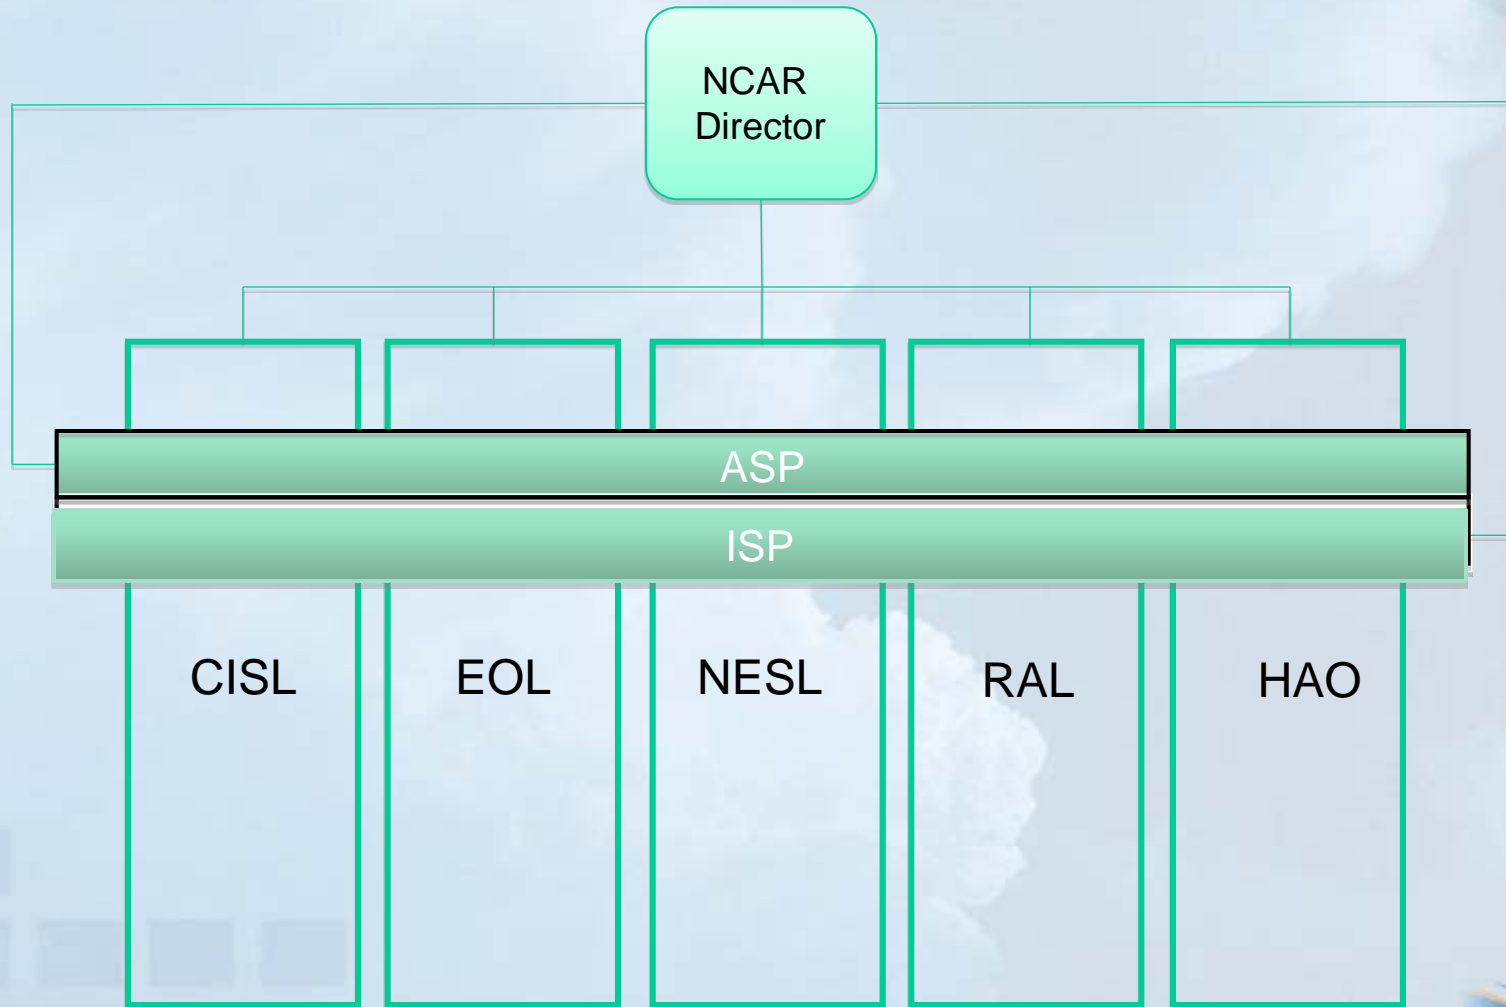 NCAR
Director
ASP
ISP
CISL
EOL
NESL
RAL
HAO